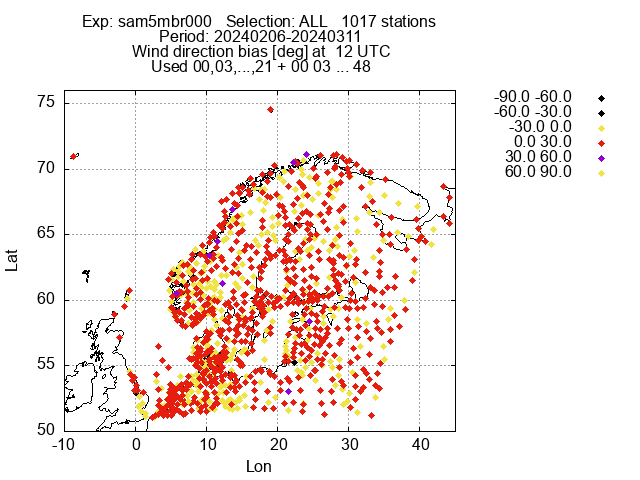 Exp: sam5mbr000 Selection: ALL 1017 stations
Period: 20240206-20240311
Wind direction bias [deg] at 12 UTC
Used 00,03,...,21 + 00 03 ... 48
-90.0 -60.0
-60.0 -30.0
-30.0 0.0
0.0 30.0
30.0 60.0
60.0 90.0
75
70
65
60
55
50
Lat
-10 0 10 20 30 40
Lon